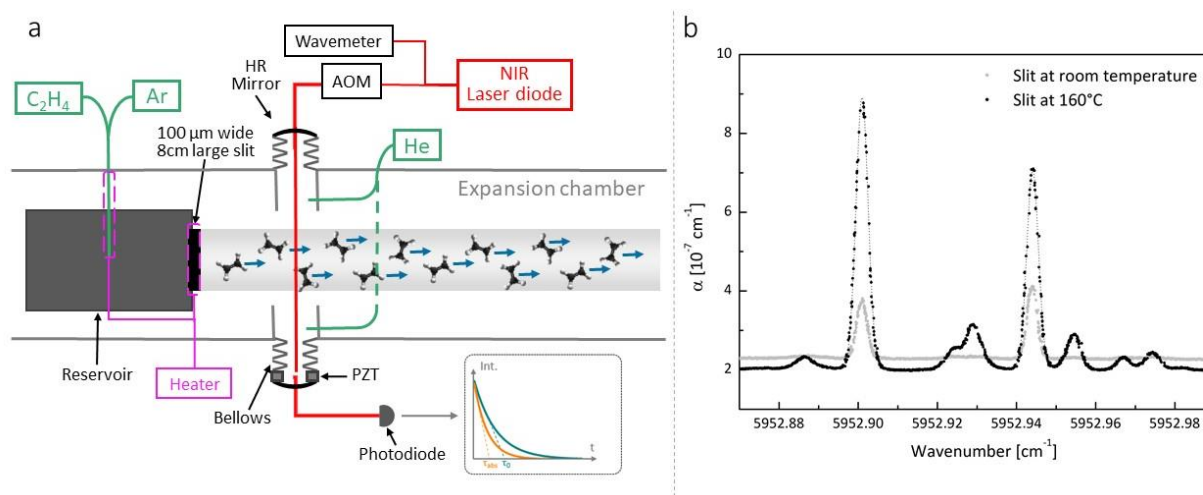 a
Wavemeter
HR
Mirror
AOM
NIR
Laser diode
C₂H₄
Ar
100 µm wide
8cm large slit
He
Expansion chamber
Reservoir
Heater
Bellows
PZT
Photodiode
Int.
t
τabs
τ₀
b
α [10⁻⁷ cm⁻¹]
10
8
6
4
2
Slit at room temperature
Slit at 160°C
5952.88
5952.90
5952.92
5952.94
5952.96
5952.98
Wavenumber [cm⁻¹]